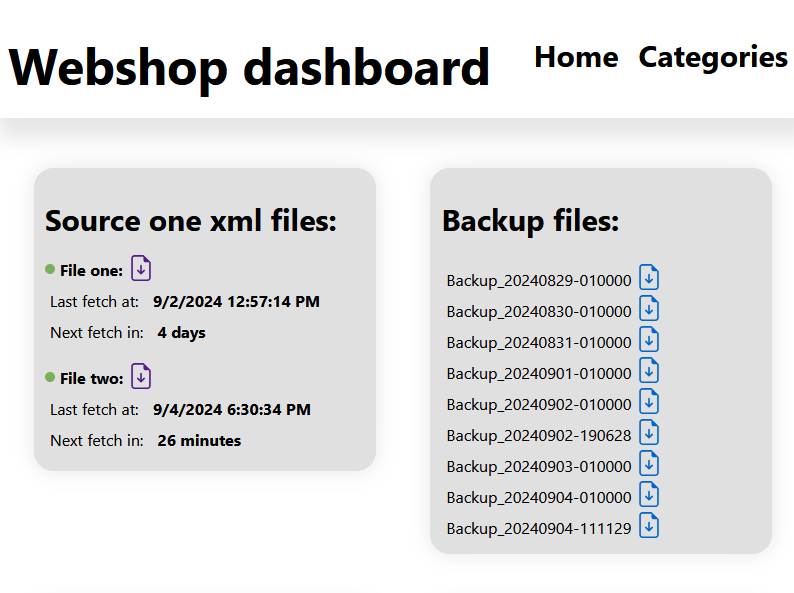 Webshop dashboard
Home Categories
Source one xml files:
File one:
Last fetch at: 9/2/2024 12:57:14 PM
Next fetch in: 4 days
File two:
Last fetch at: 9/4/2024 6:30:34 PM
Next fetch in: 26 minutes
Backup files:
Backup_20240829-010000
Backup_20240830-010000
Backup_20240831-010000
Backup_20240901-010000
Backup_20240902-010000
Backup_20240902-190628
Backup_20240903-010000
Backup_20240904-010000
Backup_20240904-111129